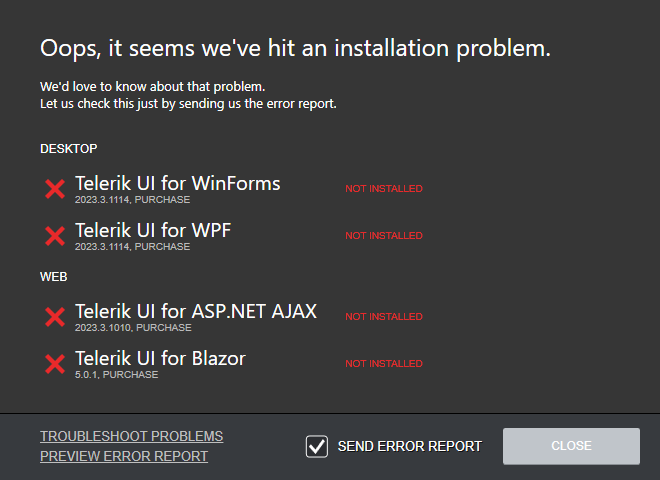 Oops, it seems we've hit an installation problem.
We'd love to know about that problem.
Let us check this just by sending us the error report.
DESKTOP
Telerik UI for WinForms
2023.3.1114, PURCHASE
NOT INSTALLED
Telerik UI for WPF
2023.3.1114, PURCHASE
NOT INSTALLED
WEB
Telerik UI for ASP.NET AJAX
2023.3.1010, PURCHASE
NOT INSTALLED
Telerik UI for Blazor
5.0.1, PURCHASE
NOT INSTALLED
TROUBLESHOOT PROBLEMS
PREVIEW ERROR REPORT
SEND ERROR REPORT
CLOSE